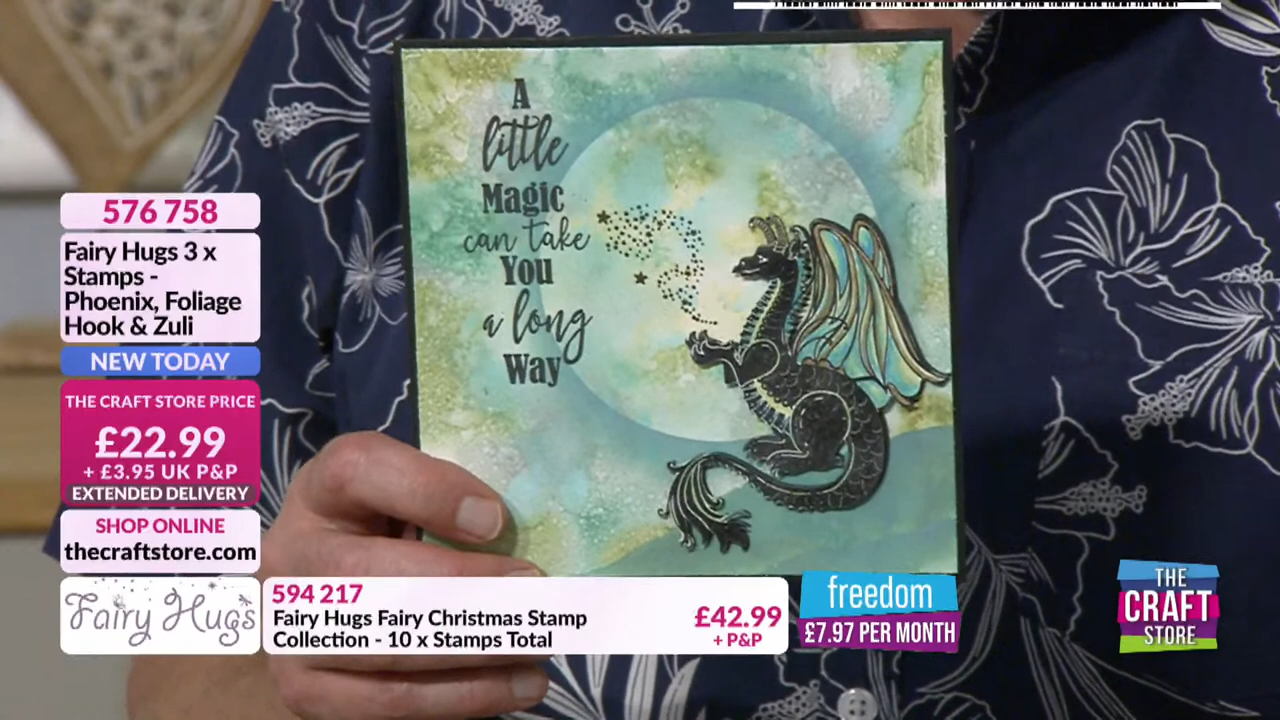 A
little
Magic
can take
You
a long
Way
576 758
Fairy Hugs 3 x
Stamps -
Phoenix, Foliage
Hook & Zuli
NEW TODAY
THE CRAFT STORE PRICE
£22.99
+ £3.95 UK P&P
EXTENDED DELIVERY
SHOP ONLINE
thecraftstore.com
Fairy Hugs
594 217
Fairy Hugs Fairy Christmas Stamp
Collection - 10 x Stamps Total
£42.99
+ P&P
freedom
£7.97 PER MONTH
THE
CRAFT
STORE